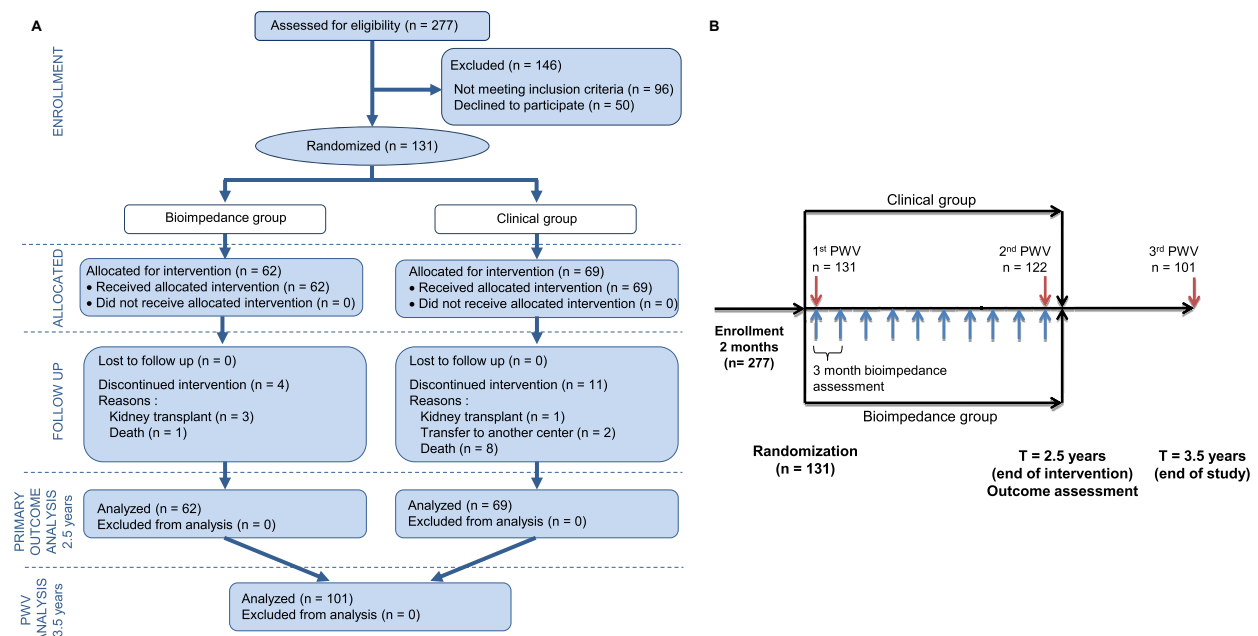 A
Assessed for eligibility (n = 277)
ENROLLMENT
Excluded (n = 146)
Not meeting inclusion criteria (n = 96)
Declined to participate (n = 50)
Randomized (n = 131)
Bioimpedance group
Clinical group
ALLOCATED
Allocated for intervention (n = 62)
• Received allocated intervention (n = 62)
• Did not receive allocated intervention (n = 0)
Allocated for intervention (n = 69)
• Received allocated intervention (n = 69)
• Did not receive allocated intervention (n = 0)
FOLLOW UP
Lost to follow up (n = 0)
Discontinued intervention (n = 4)
Reasons :
Kidney transplant (n = 3)
Death (n = 1)
Lost to follow up (n = 0)
Discontinued intervention (n = 11)
Reasons :
Kidney transplant (n = 1)
Transfer to another center (n = 2)
Death (n = 8)
PRIMARY
OUTCOME
ANALYSIS
2.5 years
Analyzed (n = 62)
Excluded from analysis (n = 0)
Analyzed (n = 69)
Excluded from analysis (n = 0)
PWV
ANALYSIS
3.5 years
Analyzed (n = 101)
Excluded from analysis (n = 0)
B
Clinical group
1st PWV
n = 131
2nd PWV
n = 122
3rd PWV
n = 101
Enrollment
2 months
(n= 277)
3 month bioimpedance
assessment
Bioimpedance group
Randomization
(n = 131)
T = 2.5 years
(end of intervention)
Outcome assessment
T = 3.5 years
(end of study)